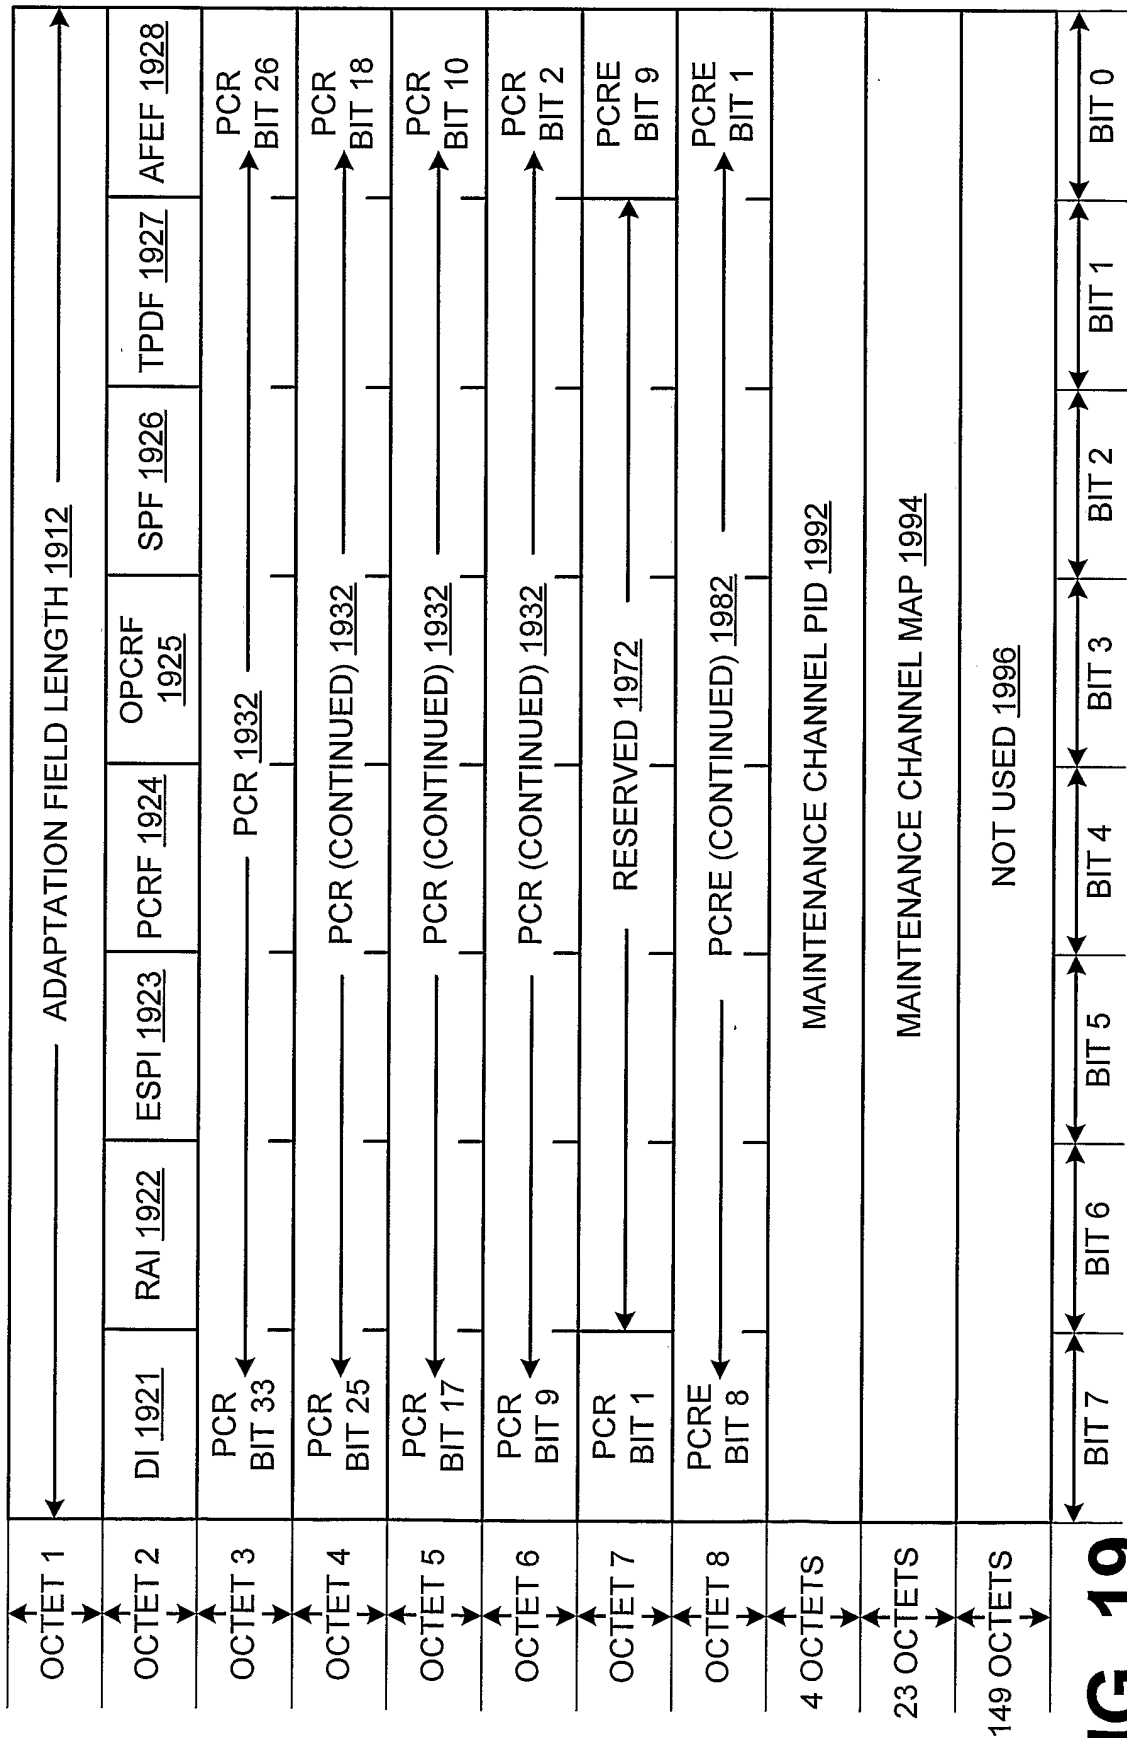 OCTET 1
ADAPTATION FIELD LENGTH 1912
OCTET 2
DI 1921
RAI 1922
ESPI 1923
PCRF 1924
OPCRF
1925
SPF 1926
TPDF 1927
AFEF 1928
OCTET 3
PCR
BIT 33
PCR 1932
PCR
BIT 26
OCTET 4
PCR
BIT 25
PCR (CONTINUED) 1932
PCR
BIT 18
OCTET 5
PCR
BIT 17
PCR (CONTINUED) 1932
PCR
BIT 10
OCTET 6
PCR
BIT 9
PCR (CONTINUED) 1932
PCR
BIT 2
OCTET 7
PCR
BIT 1
RESERVED 1972
PCRE
BIT 9
OCTET 8
PCRE
BIT 8
PCRE (CONTINUED) 1982
PCRE
BIT 1
4 OCTETS
MAINTENANCE CHANNEL PID 1992
23 OCTETS
MAINTENANCE CHANNEL MAP 1994
149 OCTETS
NOT USED 1996
BIT 7
BIT 6
BIT 5
BIT 4
BIT 3
BIT 2
BIT 1
BIT 0
IG 19